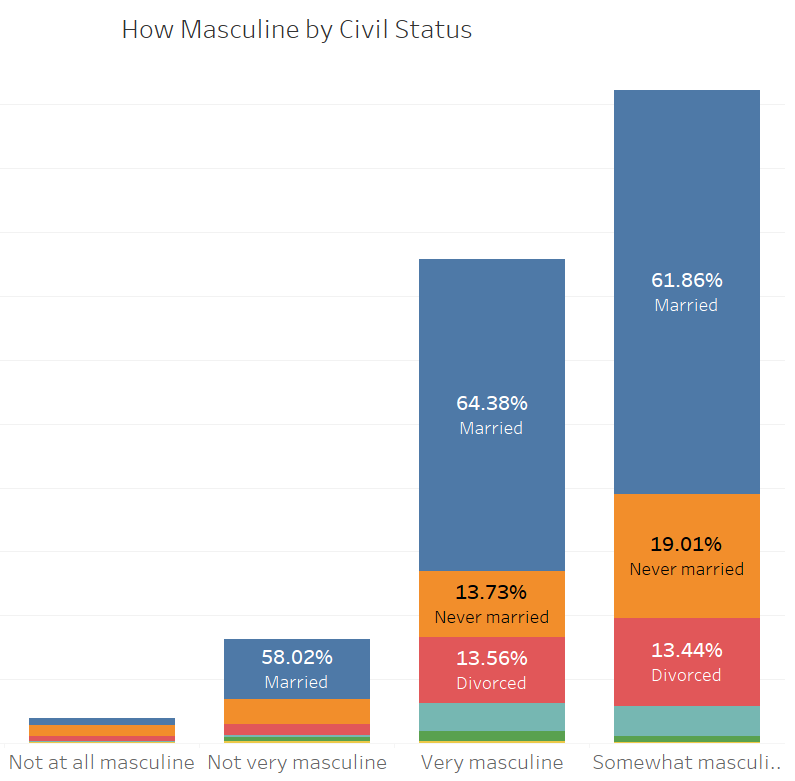 How Masculine by Civil Status
61.86%
Married
64.38%
Married
19.01%
Never married
13.73%
Never married
58.02%
Married
13.56%
Divorced
13.44%
Divorced
Not at all masculine
Not very masculine
Very masculine
Somewhat masculi..